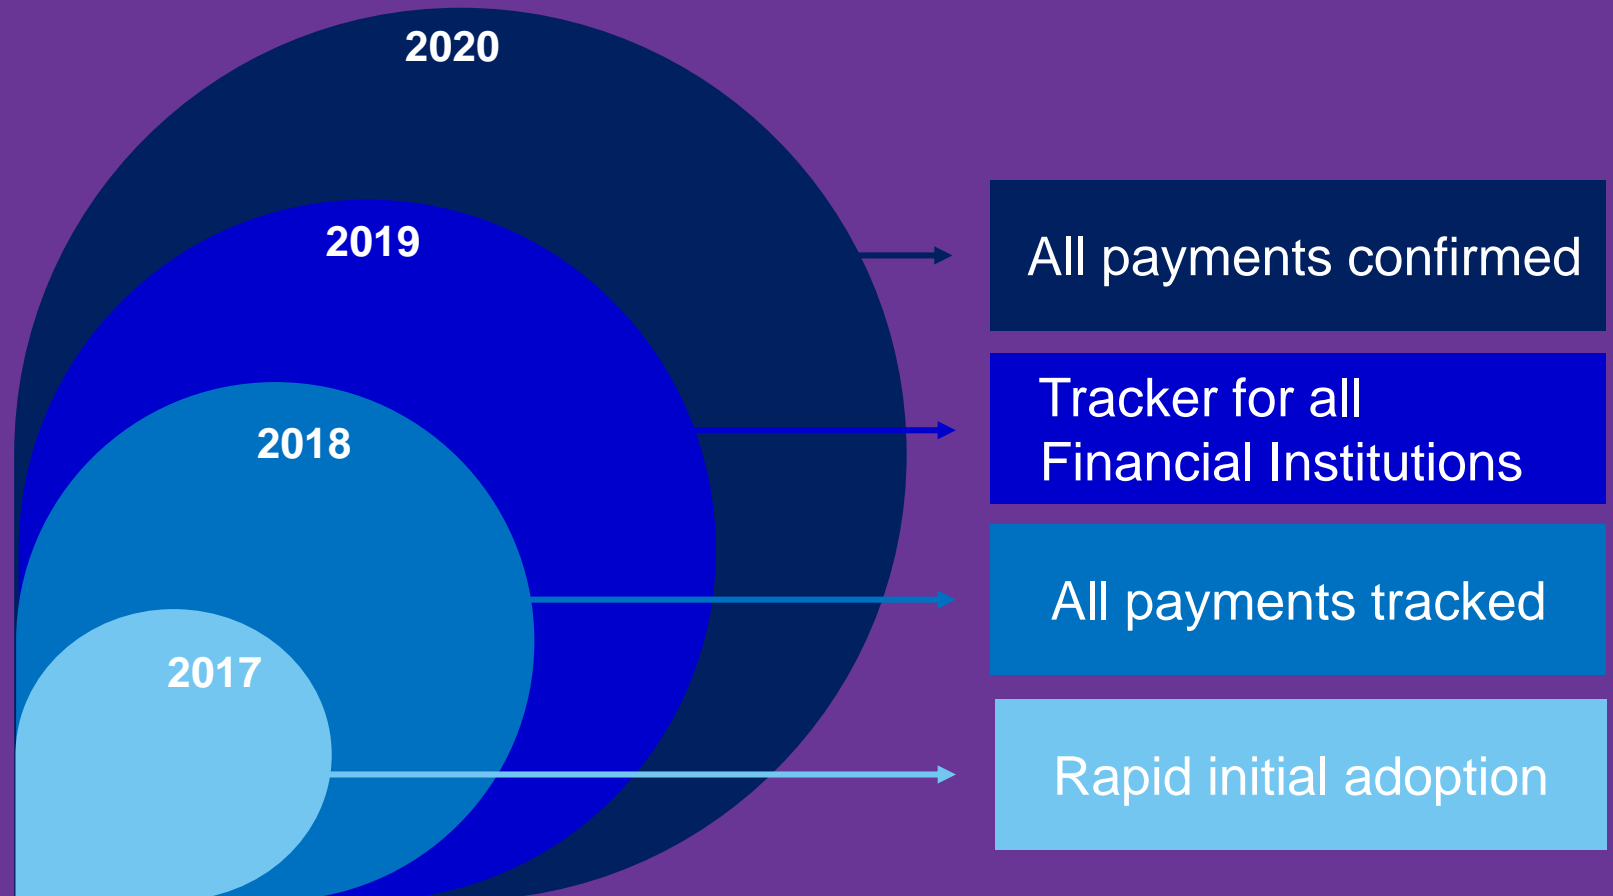 2020
All payments confirmed
2019
Tracker for all
Financial Institutions
2018
All payments tracked
2017
Rapid initial adoption